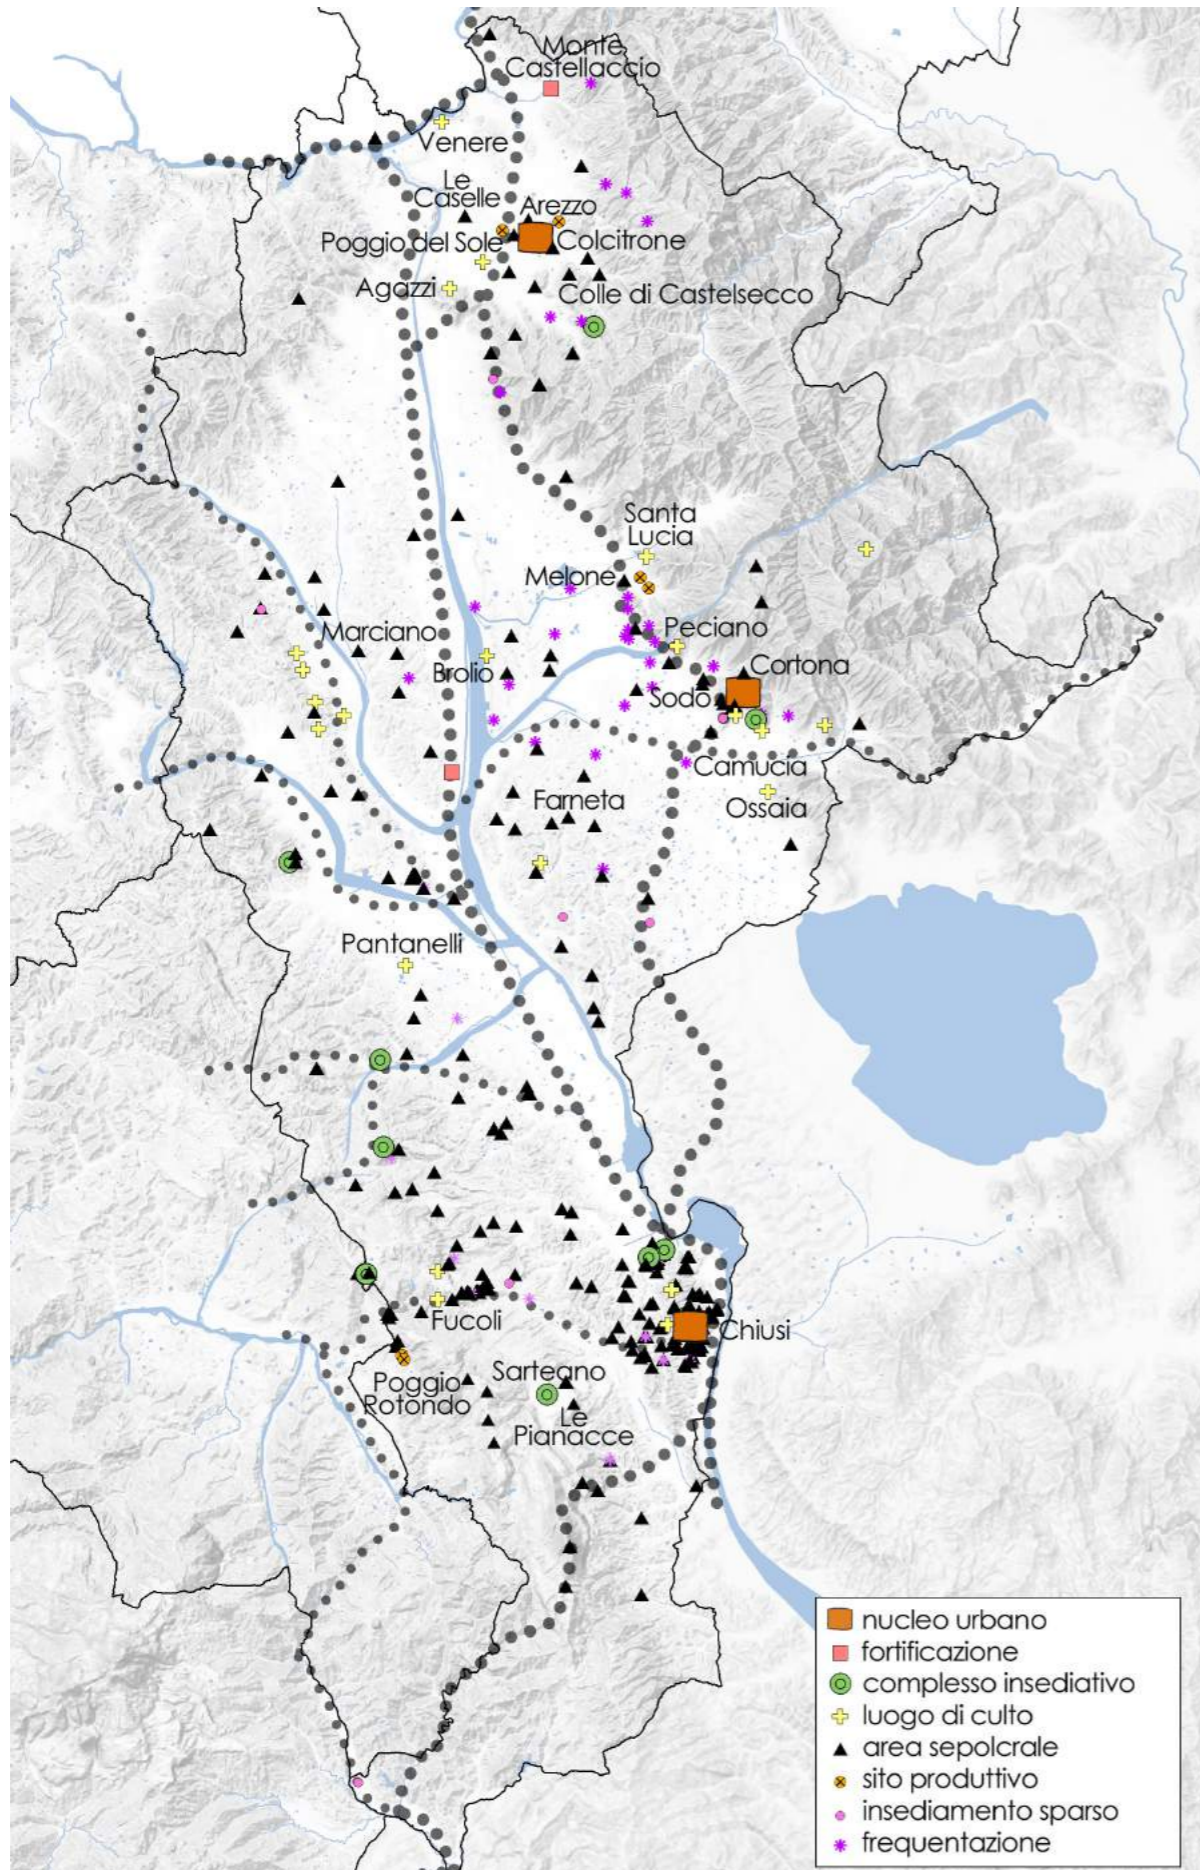 Monte
Castellaccio
Venere
Le
Caselle
Arezzo
Poggio del Sole
Colcitrone
Agazzi
Colle di Castelsecco
Santa
Lucia
Melone
Marciano
Peciano
Brolio
Cortona
Sodo
Camucia
Farneta
Ossaia
Pantanelli
Fucoli
Chiusi
Poggio
Rotondo
Sarteano
Le
Pianacce
nucleo urbano
fortificazione
complesso insediativo
luogo di culto
area sepolcrale
sito produttivo
insediamento sparso
frequentazione